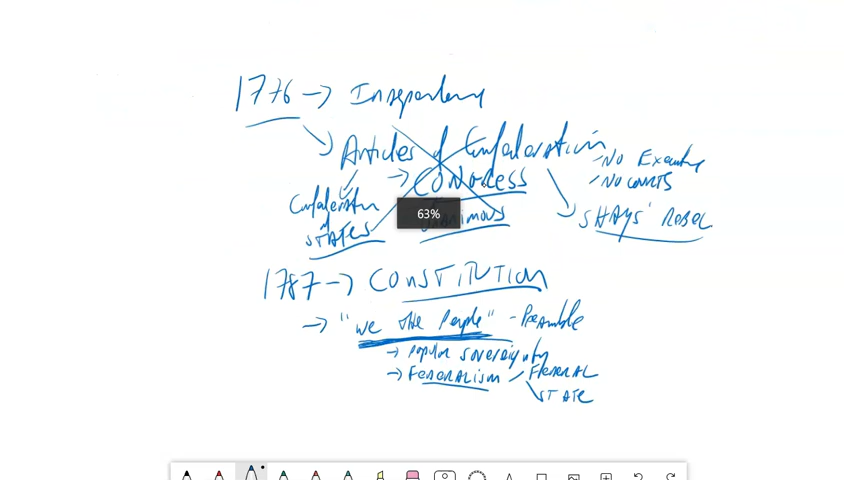 1776 → Independence
→ Articles of Confederation
- NO Executive
→ CONGRESS
- NO COURTS
Confederation
of
STATES
63%
SHAYS' REBEL
1787 → CONSTITUTION
→ "We the People" - Preamble
→ Popular sovereignty
→ FEDERALISM
FEDERAL
STATE